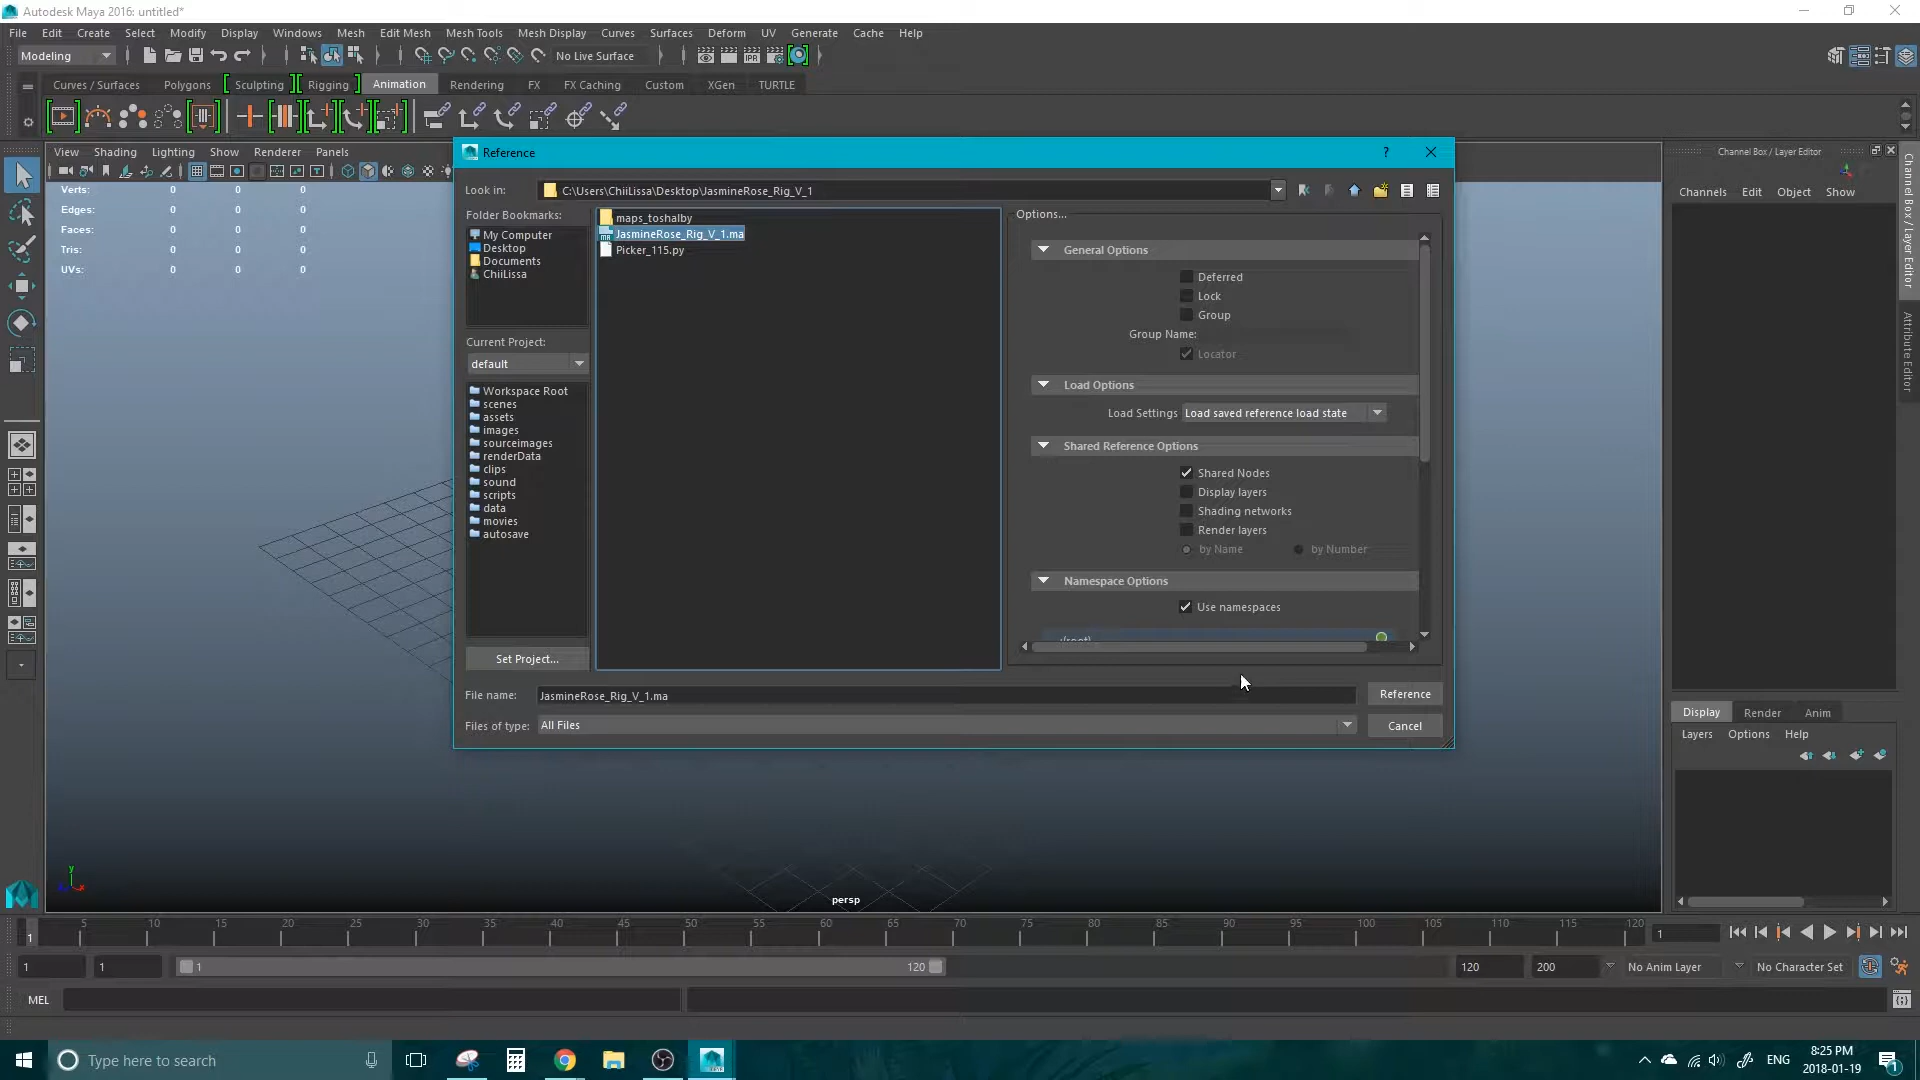 Autodesk Maya 2016: untitled*
File Edit Create Select Modify Display Windows Mesh Edit Mesh Mesh Tools Mesh Display Curves Surfaces Deform UV Generate Cache Help
Modeling No Live Surface
Curves / Surfaces Polygons Sculpting Rigging Animation Rendering FX FX Caching Custom XGen TURTLE
View Shading Lighting Show Renderer Panels
Verts: 0 0 0
Edges: 0 0 0
Faces: 0 0 0
Tris: 0 0 0
UVs: 0 0 0
Reference ?
Look in: C:\Users\ChiiLissa\Desktop\JasmineRose_Rig_V_1
Folder Bookmarks:
My Computer
Desktop
Documents
ChiiLissa
Current Project:
default
Workspace Root
scenes
assets
images
sourceimages
renderData
clips
sound
scripts
data
movies
autosave
Set Project...
maps_toshalby
JasmineRose_Rig_V_1.ma
Picker_115.py
Options...
General Options
Deferred
Lock
Group
Group Name:
Locator
Load Options
Load Settings Load saved reference load state
Shared Reference Options
Shared Nodes
Display layers
Shading networks
Render layers
by Name by Number
Namespace Options
Use namespaces
File name: JasmineRose_Rig_V_1.ma Reference
Files of type: All Files Cancel
Channel Box / Layer Editor
Channels Edit Object Show
Channel Box / Layer Editor
Attribute Editor
Display Render Anim
Layers Options Help
y
x
persp
5 10 15 20 25 30 35 40 45 50 55 60 65 70 75 80 85 90 95 100 105 110 115 120
1 1
1 1 1 120 120 200 No Anim Layer No Character Set
MEL
Type here to search
ENG
8:25 PM
2018-01-19
1